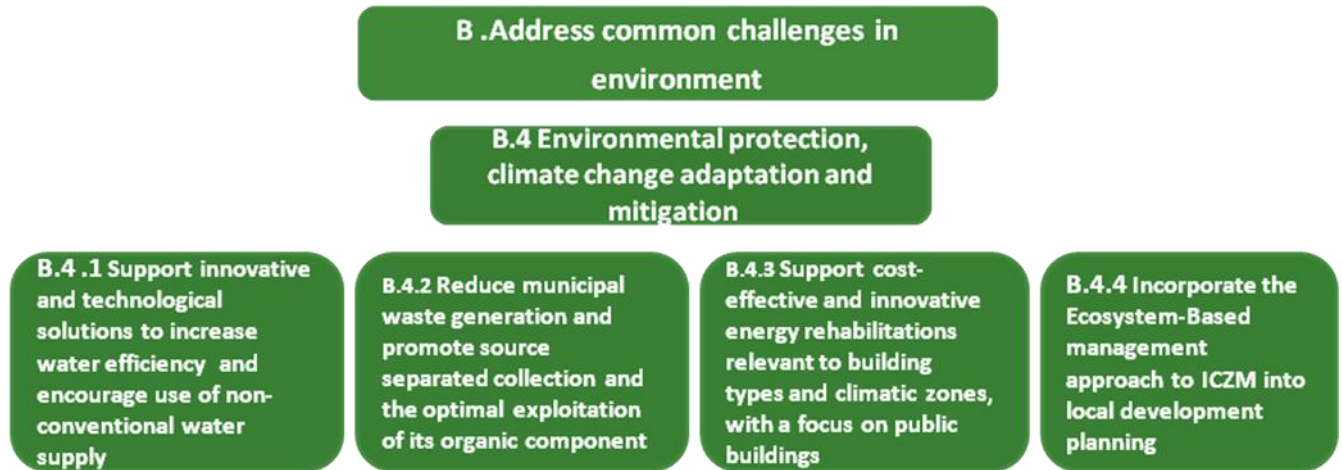 B .Address common challenges in
environment
B.4 Environmental protection,
climate change adaptation and
mitigation
B.4 .1 Support innovative
and technological
solutions to increase
water efficiency and
encourage use of non-
conventional water
supply
B.4.2 Reduce municipal
waste generation and
promote source
separated collection and
the optimal exploitation
of its organic component
B.4.3 Support cost-
effective and innovative
energy rehabilitations
relevant to building
types and climatic zones,
with a focus on public
buildings
B.4.4 Incorporate the
Ecosystem-Based
management
approach to ICZM into
local development
planning